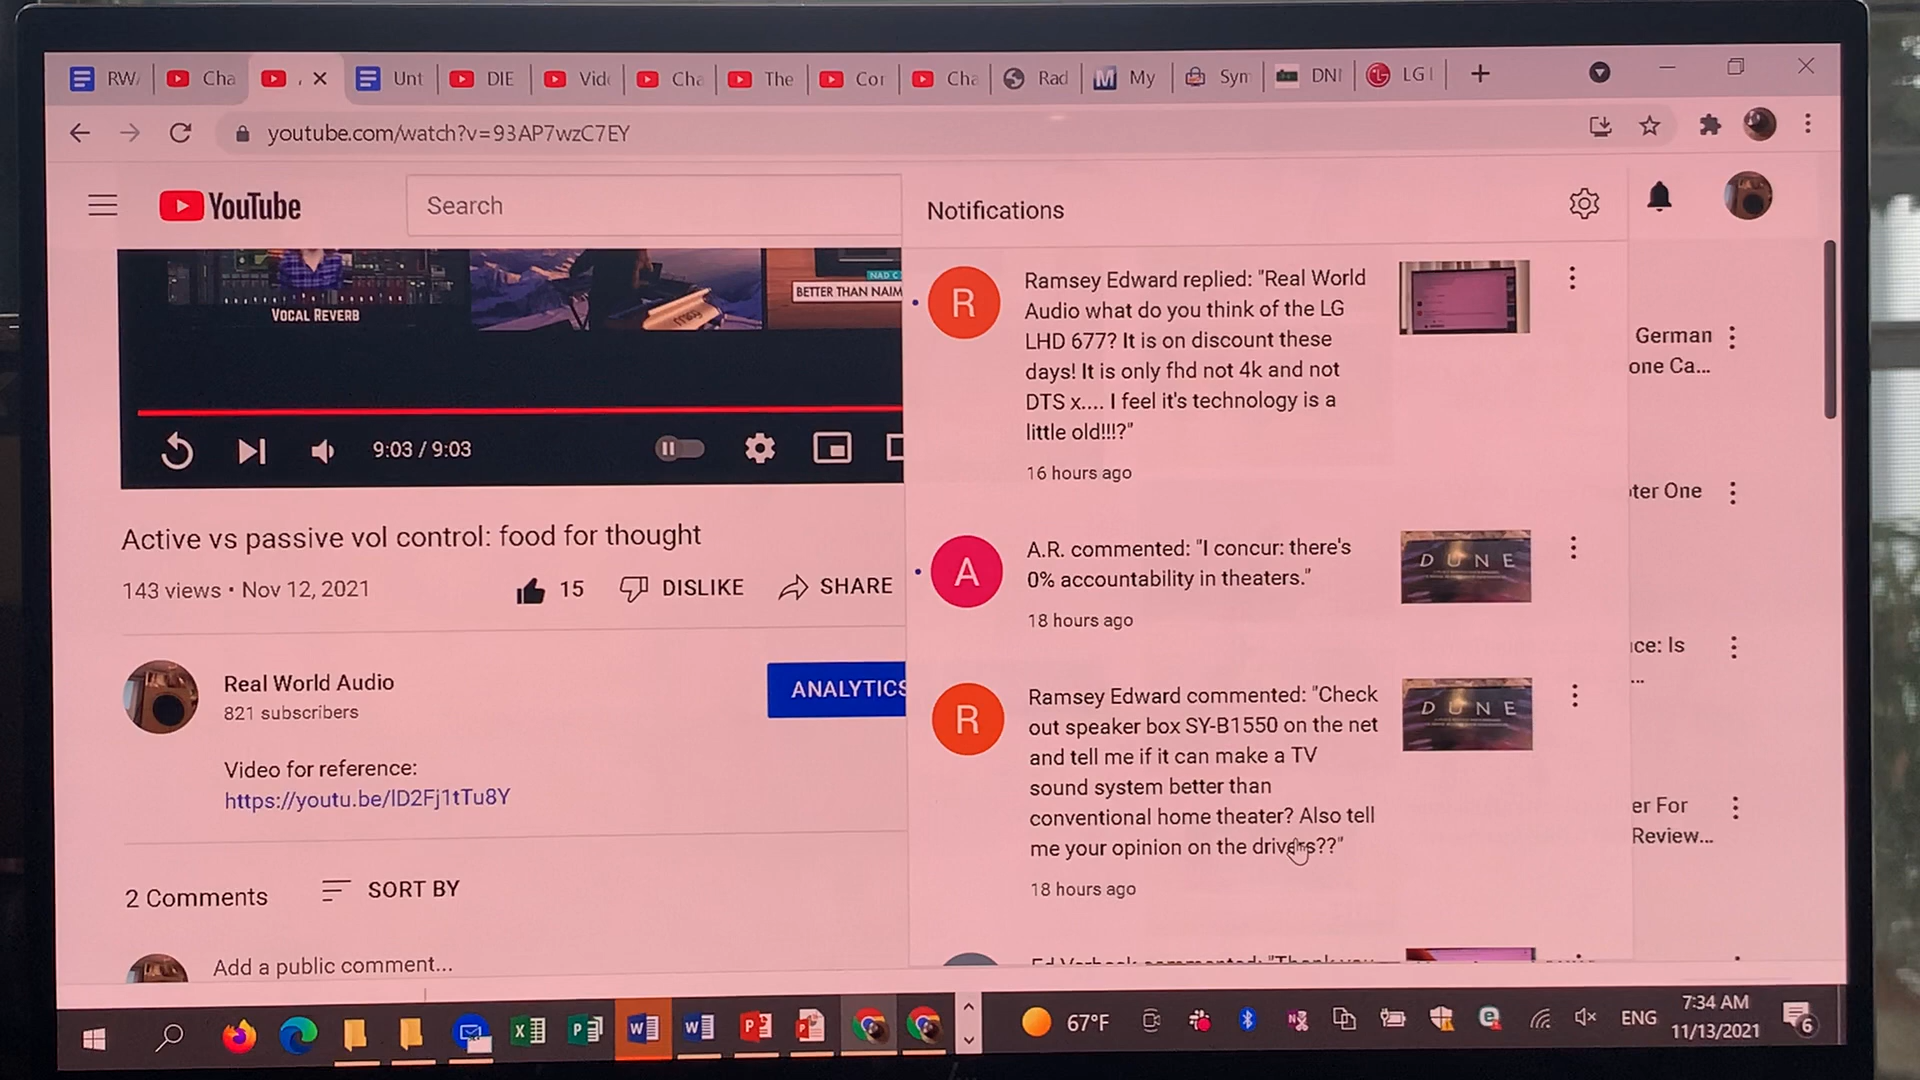 RW
Cha
Unt
DIE
Vid
Cha
The
Cor
Cha
Rad
My
Sym
DNI
LG
youtube.com/watch?v=93AP7wzC7EY
YouTube
Search
Notifications
VOCAL REVERB
NAD C
BETTER THAN NAIM
9:03 / 9:03
Active vs passive vol control: food for thought
143 views • Nov 12, 2021
15
DISLIKE
SHARE
Real World Audio
821 subscribers
ANALYTICS
Video for reference:
https://youtu.be/lD2Fj1tTu8Y
2 Comments
SORT BY
Add a public comment...
R
Ramsey Edward replied: "Real World
Audio what do you think of the LG
LHD 677? It is on discount these
days! It is only fhd not 4k and not
DTS x.... I feel it's technology is a
little old!!!?"
16 hours ago
A
A.R. commented: "I concur: there's
0% accountability in theaters."
18 hours ago
DUNE
R
Ramsey Edward commented: "Check
out speaker box SY-B1550 on the net
and tell me if it can make a TV
sound system better than
conventional home theater? Also tell
me your opinion on the drivers??"
18 hours ago
DUNE
German
one Ca...
ter One
ce: Is
...
er For
Review...
67°F
ENG
7:34 AM
11/13/2021
6